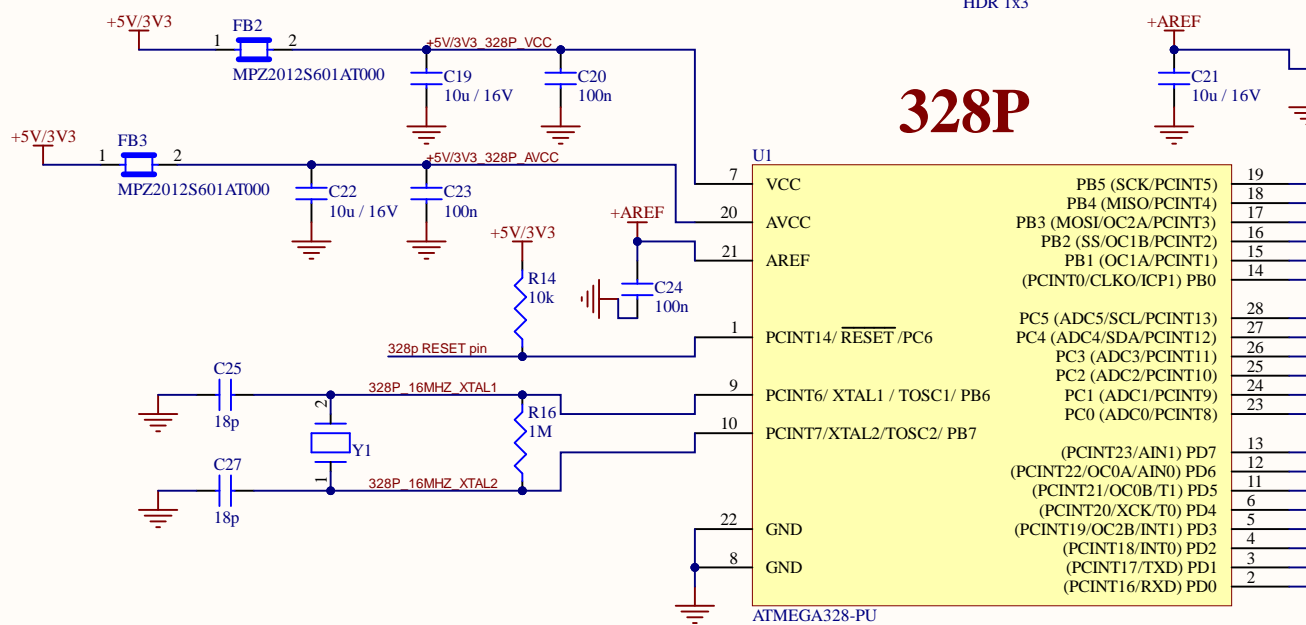 HDR 1x3
+5V/3V3
FB2
1
2
MPZ2012S601AT000
+5V/3V3_328P_VCC
C19
10u / 16V
C20
100n
+AREF
C21
10u / 16V
328P
+5V/3V3
FB3
1
2
MPZ2012S601AT000
+5V/3V3_328P_AVCC
C22
10u / 16V
C23
100n
U1
7
VCC
20
AVCC
21
AREF
+AREF
C24
100n
+5V/3V3
R14
10k
328p RESET pin
1
PCINT14/ RESET /PC6
C25
18p
328P_16MHZ_XTAL1
9
PCINT6/ XTAL1 / TOSC1/ PB6
2
Y1
1
R16
1M
10
PCINT7/XTAL2/TOSC2/ PB7
C27
18p
328P_16MHZ_XTAL2
22
GND
8
GND
PB5 (SCK/PCINT5)
19
PB4 (MISO/PCINT4)
18
PB3 (MOSI/OC2A/PCINT3)
17
PB2 (SS/OC1B/PCINT2)
16
PB1 (OC1A/PCINT1)
15
(PCINT0/CLKO/ICP1) PB0
14
PC5 (ADC5/SCL/PCINT13)
28
PC4 (ADC4/SDA/PCINT12)
27
PC3 (ADC3/PCINT11)
26
PC2 (ADC2/PCINT10)
25
PC1 (ADC1/PCINT9)
24
PC0 (ADC0/PCINT8)
23
(PCINT23/AIN1) PD7
13
(PCINT22/OC0A/AIN0) PD6
12
(PCINT21/OC0B/T1) PD5
11
(PCINT20/XCK/T0) PD4
6
(PCINT19/OC2B/INT1) PD3
5
(PCINT18/INT0) PD2
4
(PCINT17/TXD) PD1
3
(PCINT16/RXD) PD0
2
ATMEGA328-PU